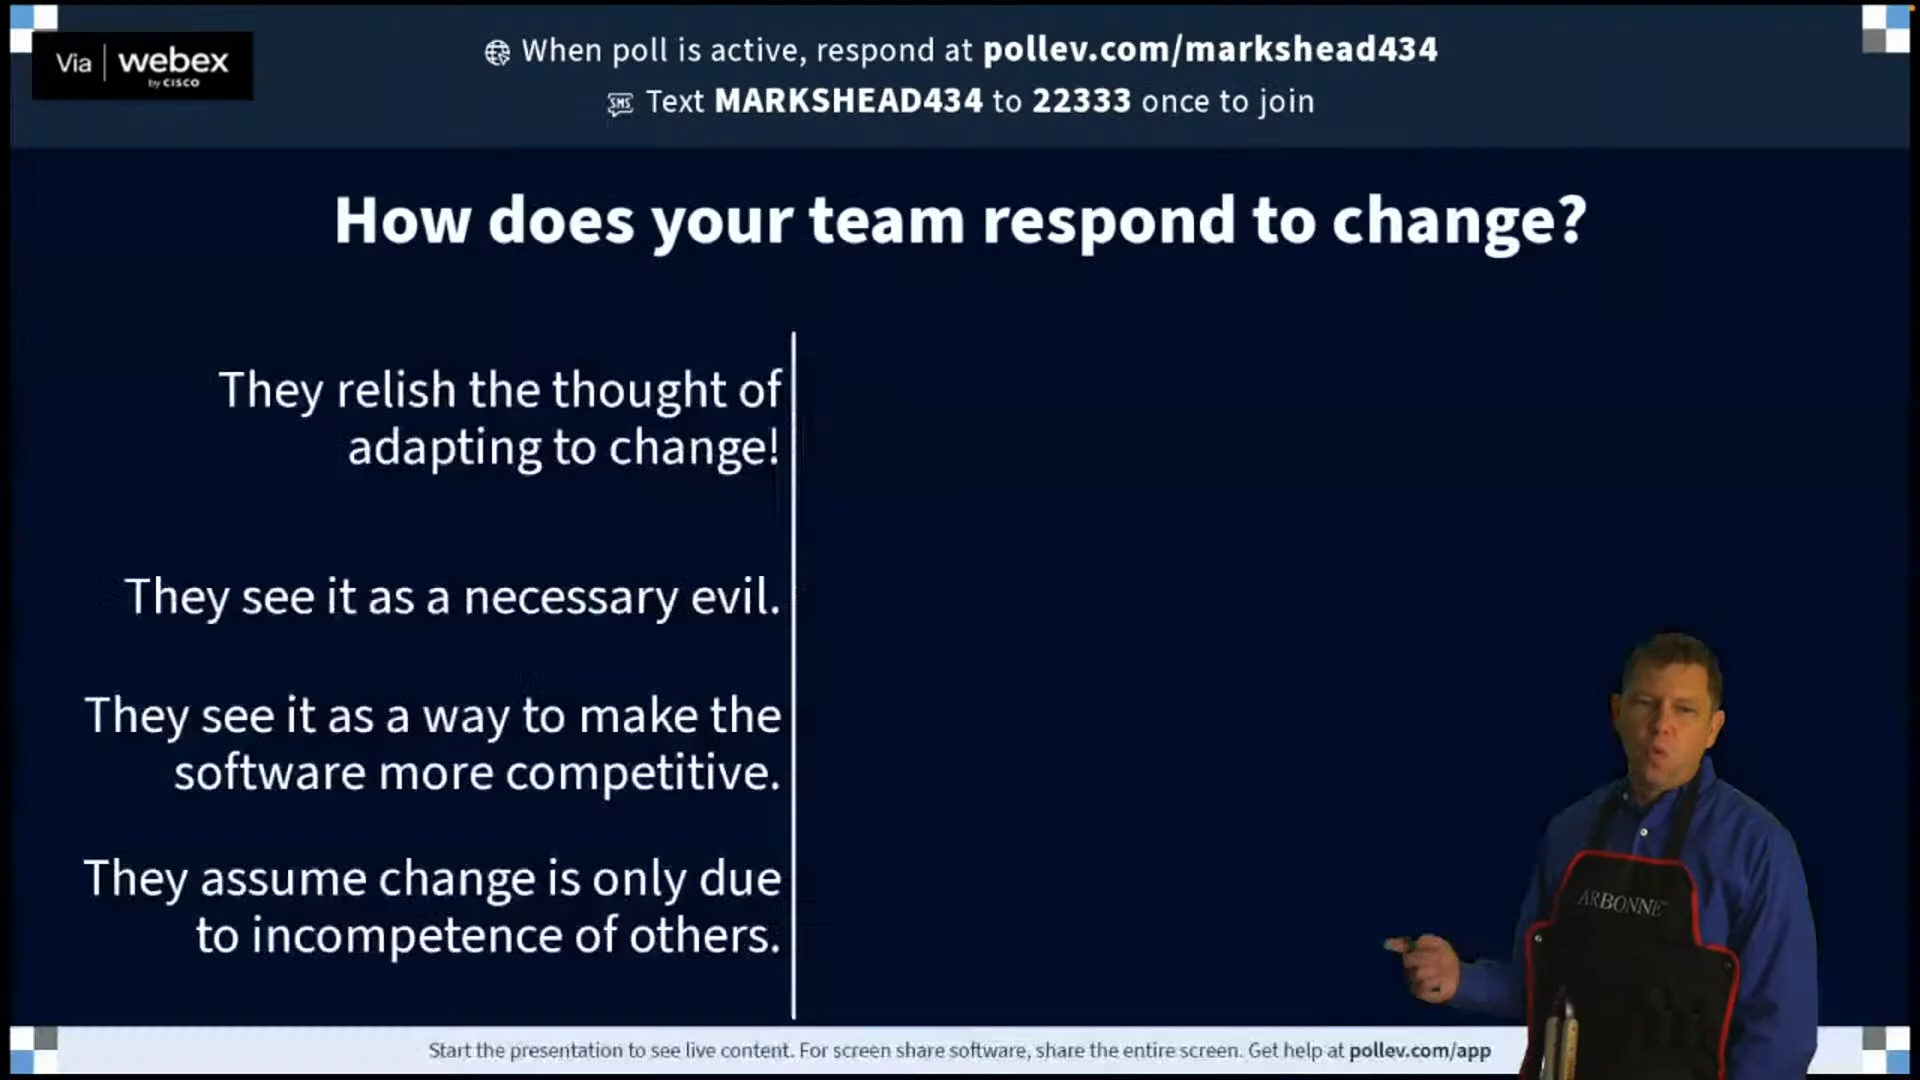 Via webex
by CISCO
When poll is active, respond at pollev.com/markshead434
SMS Text MARKSHEAD434 to 22333 once to join
How does your team respond to change?
They relish the thought of
adapting to change!
They see it as a necessary evil.
They see it as a way to make the
software more competitive.
They assume change is only due
to incompetence of others.
ARBONNE™
Start the presentation to see live content. For screen share software, share the entire screen. Get help at pollev.com/app